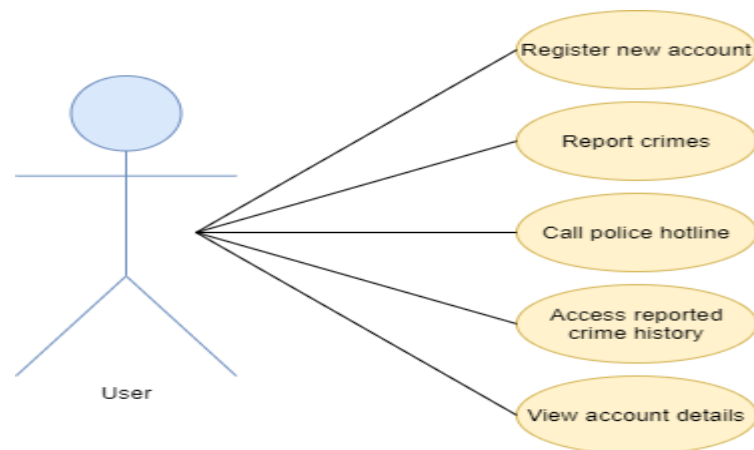 Register new account
Report crimes
Call police hotline
Access reported
crime history
User
View account details